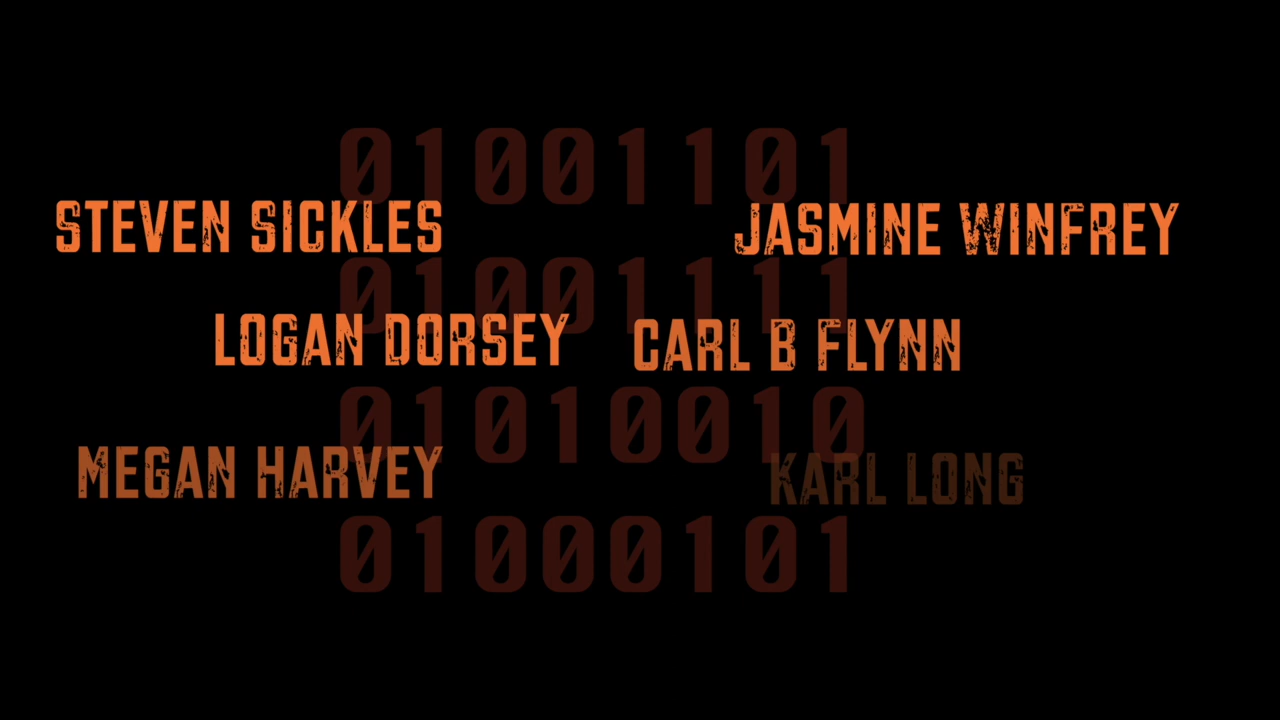 01001101
STEVEN SICKLES
JASMINE WINFREY
01001111
LOGAN DORSEY
CARL B FLYNN
01010010
MEGAN HARVEY
KARL LONG
01000101